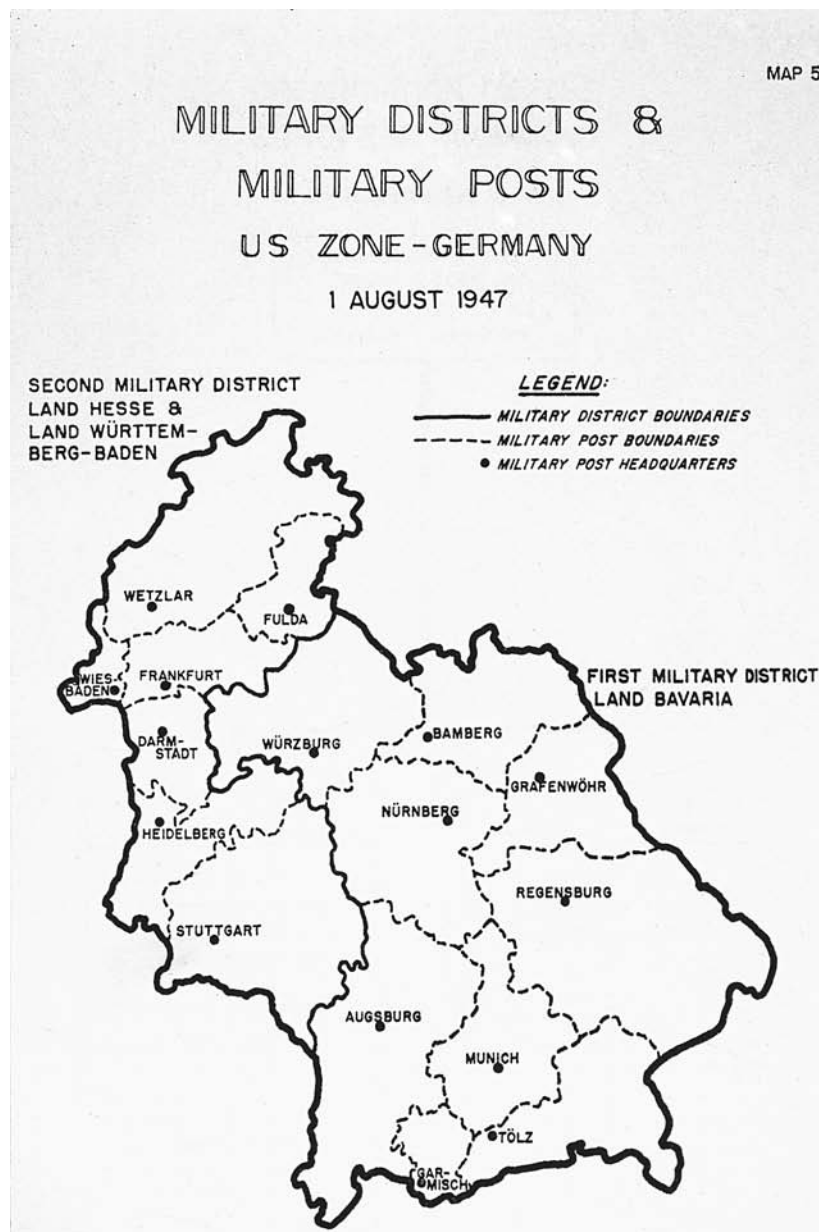 MAP 5
MILITARY DISTRICTS &
MILITARY POSTS
US ZONE-GERMANY
1 AUGUST 1947
SECOND MILITARY DISTRICT
LAND HESSE &
LAND WÜRTTEM-
BERG-BADEN
LEGEND:
MILITARY DISTRICT BOUNDARIES
MILITARY POST BOUNDARIES
MILITARY POST HEADQUARTERS
WETZLAR
FULDA
WIES-
BADEN
FRANKFURT
FIRST MILITARY DISTRICT
LAND BAVARIA
DARM-
STADT
WÜRZBURG
BAMBERG
GRAFENWÖHR
HEIDELBERG
NÜRNBERG
REGENSBURG
STUTTGART
AUGSBURG
MUNICH
TÖLZ
GAR-
MISCH